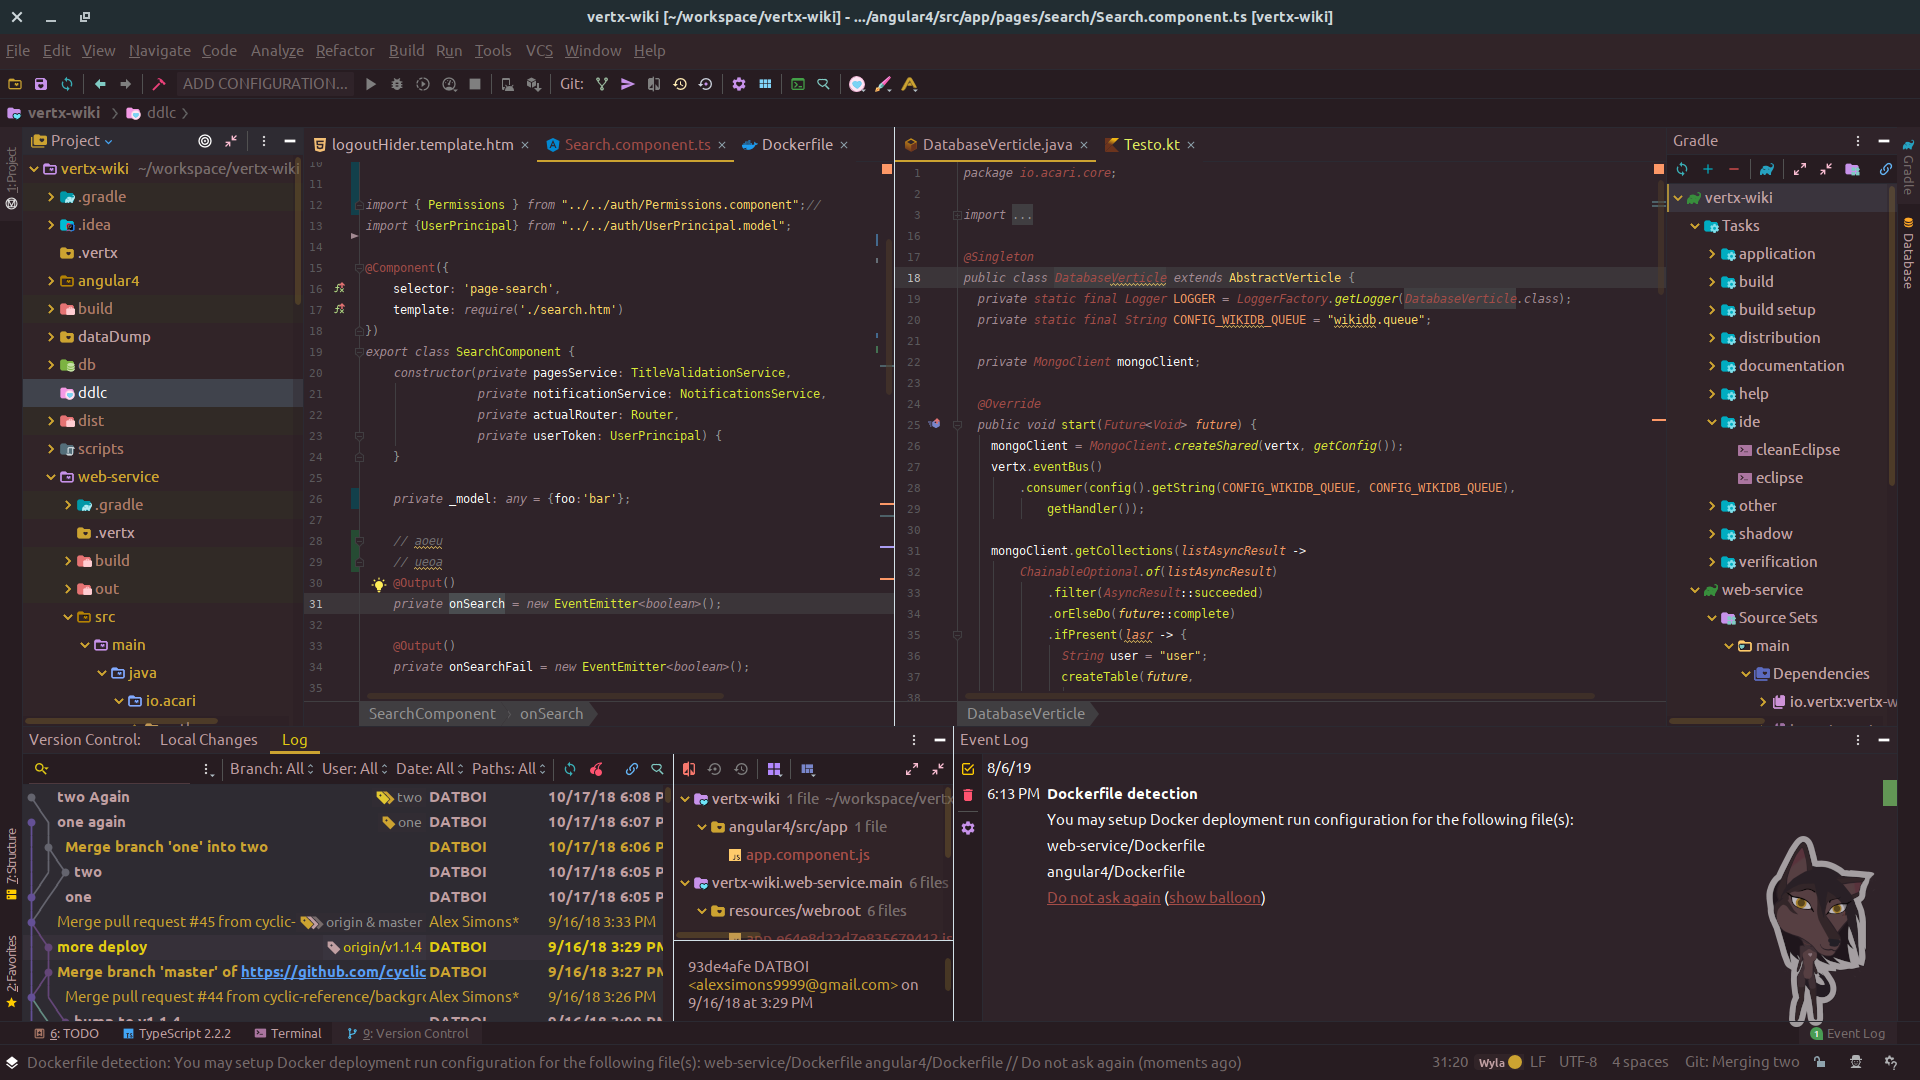 vertx-wiki [~/workspace/vertx-wiki] - .../angular4/src/app/pages/search/Search.component.ts [vertx-wiki]
File Edit View Navigate Code Analyze Refactor Build Run Tools VCS Window Help
ADD CONFIGURATION... Git:
vertx-wiki ddlc
1: Project
Project
vertx-wiki ~/workspace/vertx-wiki
.gradle
.idea
.vertx
angular4
build
dataDump
db
ddlc
dist
scripts
web-service
.gradle
.vertx
build
out
src
main
java
io.acari
logoutHider.template.htm × Search.component.ts × Dockerfile ×
10
11
12 import { Permissions } from "../../auth/Permissions.component";//
13 import {UserPrincipal} from "../../auth/UserPrincipal.model";
14
15 @Component({
16 selector: 'page-search',
17 template: require('./search.htm')
18 })
19 export class SearchComponent {
20 constructor(private pagesService: TitleValidationService,
21 private notificationService: NotificationsService,
22 private actualRouter: Router,
23 private userToken: UserPrincipal) {
24 }
25
26 private _model: any = {foo:'bar'};
27
28 // aoeu
29 // ueoa
30 @Output()
31 private onSearch = new EventEmitter<boolean>();
32
33 @Output()
34 private onSearchFail = new EventEmitter<boolean>();
35
SearchComponent onSearch
DatabaseVerticle.java × Testo.kt ×
1 package io.acari.core;
2
3 import ...
16
17 @Singleton
18 public class DatabaseVerticle extends AbstractVerticle {
19 private static final Logger LOGGER = LoggerFactory.getLogger(DatabaseVerticle.class);
20 private static final String CONFIG_WIKIDB_QUEUE = "wikidb.queue";
21
22 private MongoClient mongoClient;
23
24 @Override
25 public void start(Future<Void> future) {
26 mongoClient = MongoClient.createShared(vertx, getConfig());
27 vertx.eventBus()
28 .consumer(config().getString(CONFIG_WIKIDB_QUEUE, CONFIG_WIKIDB_QUEUE),
29 getHandler());
30
31 mongoClient.getCollections(listAsyncResult ->
32 ChainableOptional.of(listAsyncResult)
33 .filter(AsyncResult::succeeded)
34 .orElseDo(future::complete)
35 .ifPresent(lasr -> {
36 String user = "user";
37 createTable(future,
38
DatabaseVerticle
Gradle
vertx-wiki
Tasks
application
build
build setup
distribution
documentation
help
ide
cleanEclipse
eclipse
other
shadow
verification
web-service
Source Sets
main
Dependencies
io.vertx:vertx-w
Gradle
Database
7: Structure
2: Favorites
Version Control: Local Changes Log
Branch: All User: All Date: All Paths: All
two Again two DATBOI 10/17/18 6:08 P
one again one DATBOI 10/17/18 6:07 P
Merge branch 'one' into two DATBOI 10/17/18 6:06 P
two DATBOI 10/17/18 6:05 P
one DATBOI 10/17/18 6:05 P
Merge pull request #45 from cyclic- origin & master Alex Simons* 9/16/18 3:33 PM
more deploy origin/v1.1.4 DATBOI 9/16/18 3:29 PM
Merge branch 'master' of https://github.com/cyclic DATBOI 9/16/18 3:27 PM
Merge pull request #44 from cyclic-reference/backgro Alex Simons* 9/16/18 3:26 PM
bump to v1.1.4 DATBOI 9/16/18 3:00 PM
vertx-wiki 1 file ~/workspace/vertx
angular4/src/app 1 file
app.component.js
vertx-wiki.web-service.main 6 files
resources/webroot 6 files
app.e64e8d22d7e835679412.js
93de4afe DATBOI
<alexsimons9999@gmail.com> on
9/16/18 at 3:29 PM
Event Log
8/6/19
6:13 PM Dockerfile detection
You may setup Docker deployment run configuration for the following file(s):
web-service/Dockerfile
angular4/Dockerfile
Do not ask again (show balloon)
6: TODO TypeScript 2.2.2 Terminal 9: Version Control 1 Event Log
Dockerfile detection: You may setup Docker deployment run configuration for the following file(s): web-service/Dockerfile angular4/Dockerfile // Do not ask again (moments ago) 31:20 Wyla LF UTF-8 4 spaces Git: Merging two